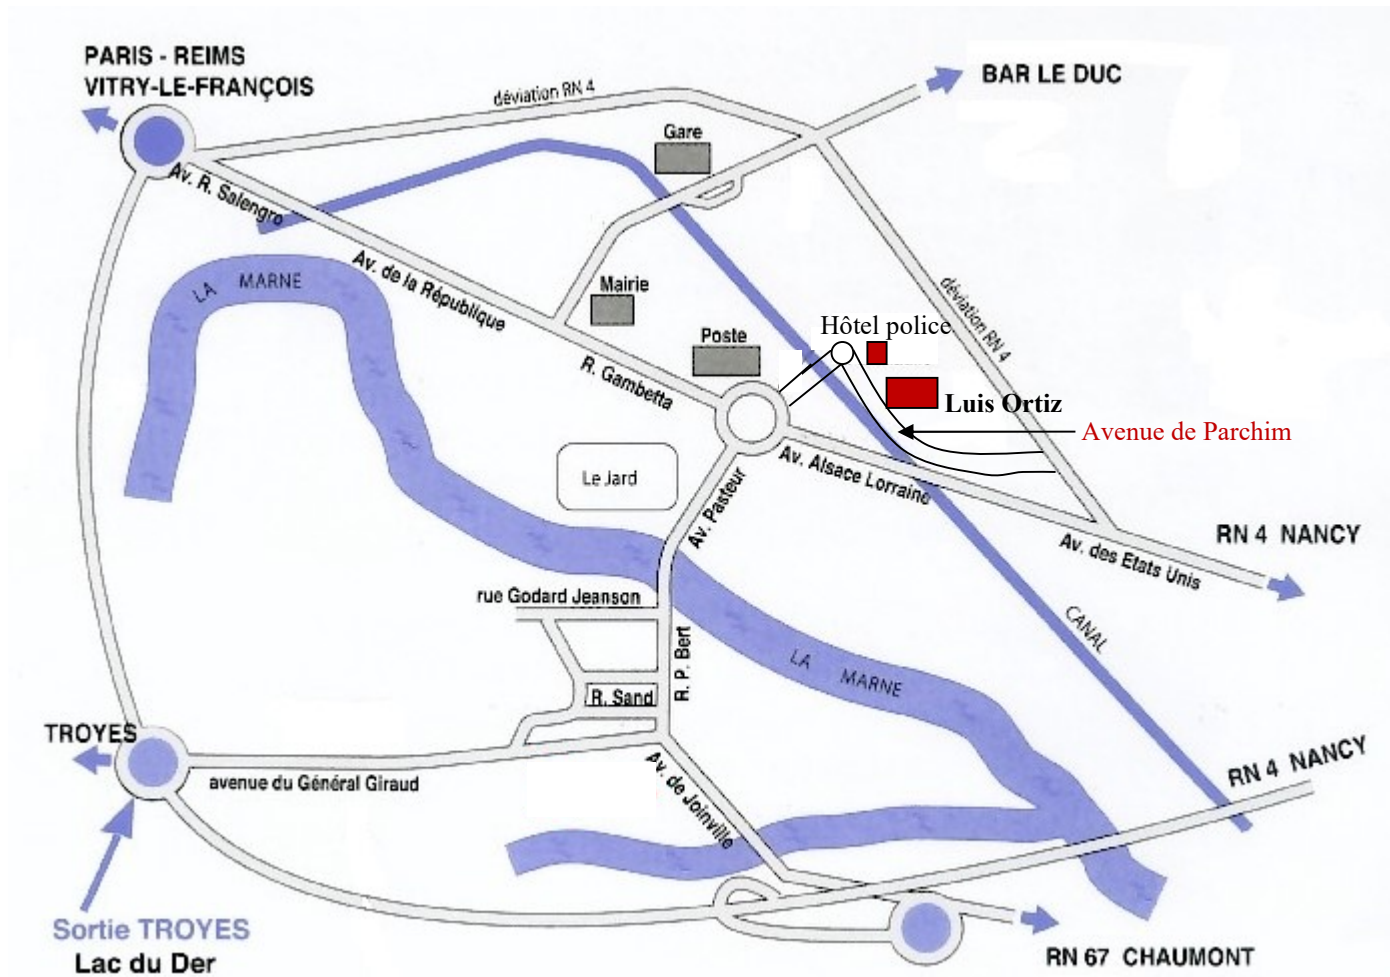 PARIS - REIMS
VITRY-LE-FRANÇOIS
déviation RN 4
BAR LE DUC
Gare
Av. R. Salengro
Av. de la République
LA MARNE
Mairie
Poste
R. Gambetta
Hôtel police
déviation RN 4
Luis Ortiz
Avenue de Parchim
Le Jard
Av. Pasteur
Av. Alsace Lorraine
Av. des Etats Unis
RN 4 NANCY
rue Godard Jeanson
R. P. Bert
CANAL
LA MARNE
R. Sand
TROYES
avenue du Général Giraud
Av. de Joinville
RN 4 NANCY
Sortie TROYES
Lac du Der
RN 67 CHAUMONT